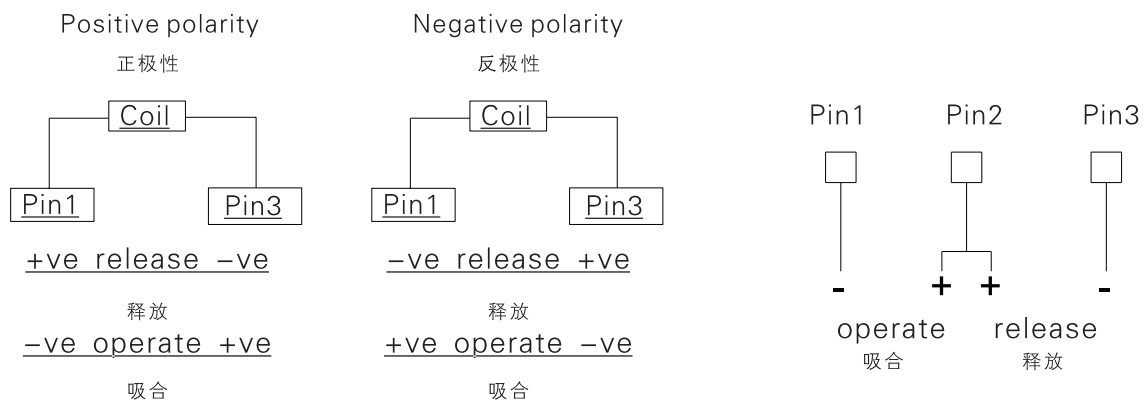 Positive polarity
正极性
Coil
Pin1
Pin3
+ve release –ve
释放
–ve operate +ve
吸合
Negative polarity
反极性
Coil
Pin1
Pin3
–ve release +ve
释放
+ve operate –ve
吸合
Pin1 Pin2 Pin3
- + + -
operate release
吸合 释放